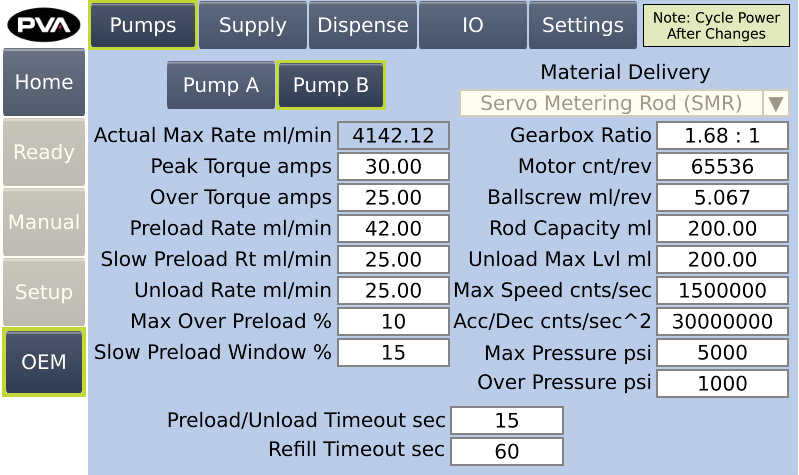 PVA
Pumps
Supply
Dispense
IO
Settings
Note: Cycle Power
After Changes
Home
Ready
Manual
Setup
OEM
Pump A
Pump B
Material Delivery
Servo Metering Rod (SMR)
Actual Max Rate ml/min 4142.12
Peak Torque amps 30.00
Over Torque amps 25.00
Preload Rate ml/min 42.00
Slow Preload Rt ml/min 25.00
Unload Rate ml/min 25.00
Max Over Preload % 10
Slow Preload Window % 15
Gearbox Ratio 1.68 : 1
Motor cnt/rev 65536
Ballscrew ml/rev 5.067
Rod Capacity ml 200.00
Unload Max Lvl ml 200.00
Max Speed cnts/sec 1500000
Acc/Dec cnts/sec^2 30000000
Max Pressure psi 5000
Over Pressure psi 1000
Preload/Unload Timeout sec 15
Refill Timeout sec 60